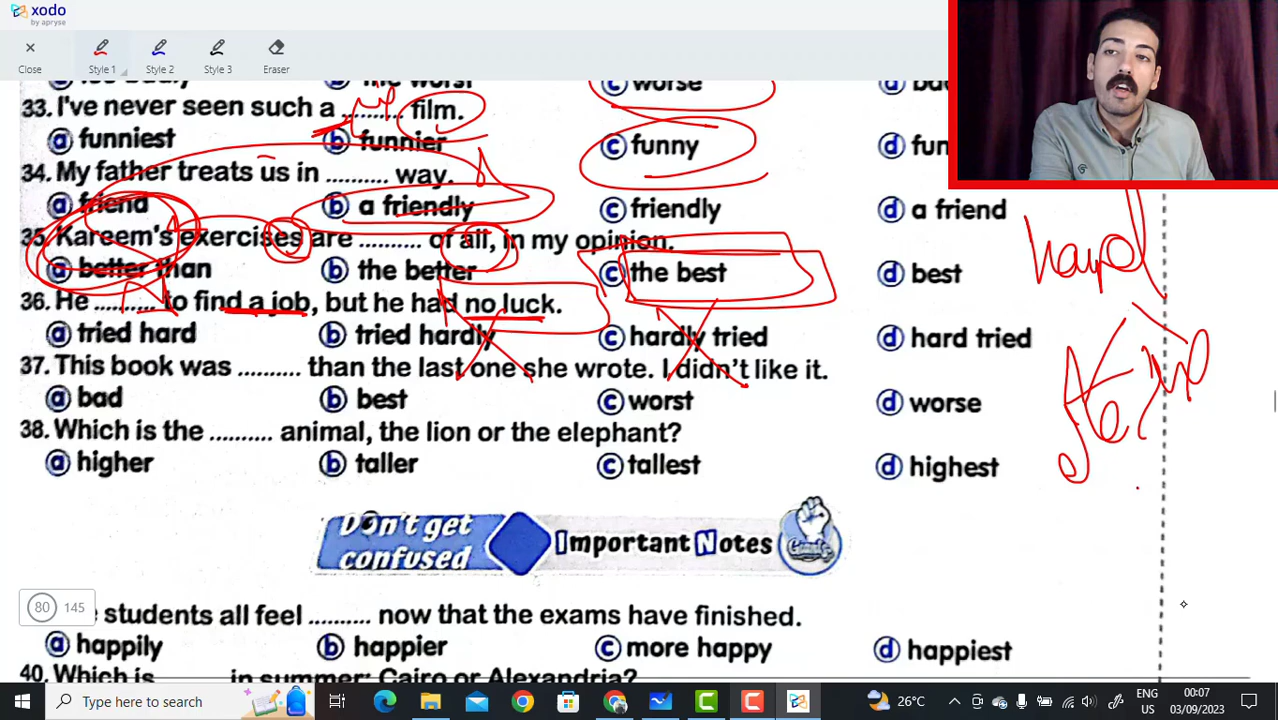 xodo
by apryse
Close
Style 1
Style 2
Style 3
Eraser
the worst
worse
33. I've never seen such a .......... film.
a funniest b funnier c funny d fun
34. My father treats us in .......... way.
a friend b a friendly c friendly d a friend
35. Kareem's exercises are .......... of all, in my opinion.
a better than b the better c the best d best
36. He .......... to find a job, but he had no luck.
a tried hard b tried hardly c hardly tried d hard tried
37. This book was .......... than the last one she wrote. I didn't like it.
a bad b best c worst d worse
38. Which is the .......... animal, the lion or the elephant?
a higher b taller c tallest d highest
hard
Don't get
confused
Important Notes
80 145
students all feel .......... now that the exams have finished.
a happily b happier c more happy d happiest
40. Which is in summer: Cairo or Alexandria?
Type here to search
26°C
ENG
US
00:07
03/09/2023